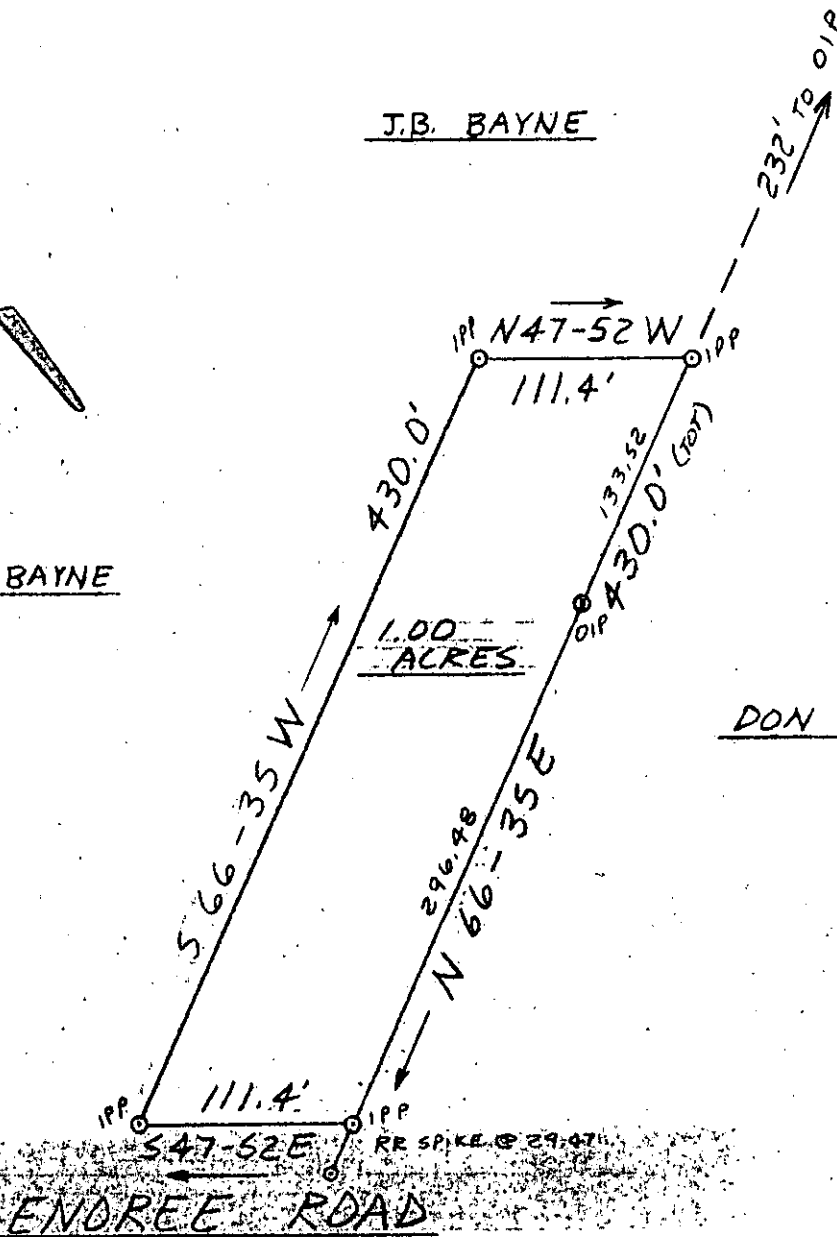 232' TO OIP
J.B. BAYNE
IPP N47-52 W IPP
111.4'
430.0'
133.52
430.0' (TOT)
BAYNE
OIP
1.00
ACRES
DON
S 66-35 W
296.48
N 66-35 E
IPP 111.4' IPP
S47-52E RR SPIKE @ 29.47
ENOREE ROAD